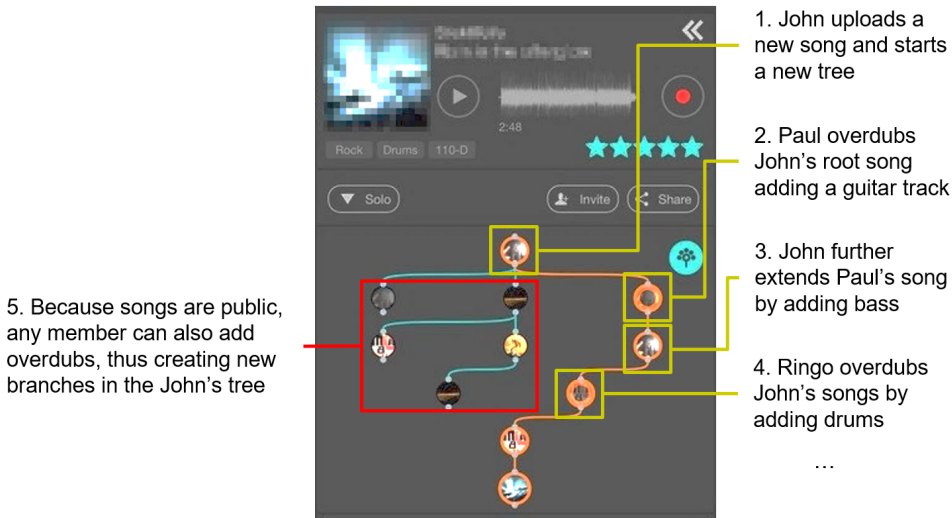 1. John uploads a
new song and starts
a new tree
2:48
Rock
Drums
110-D
2. Paul overdubs
John's root song
adding a guitar track
Solo
Invite
Share
3. John further
extends Paul's song
by adding bass
5. Because songs are public,
any member can also add
overdubs, thus creating new
branches in the John's tree
4. Ringo overdubs
John's songs by
adding drums
...